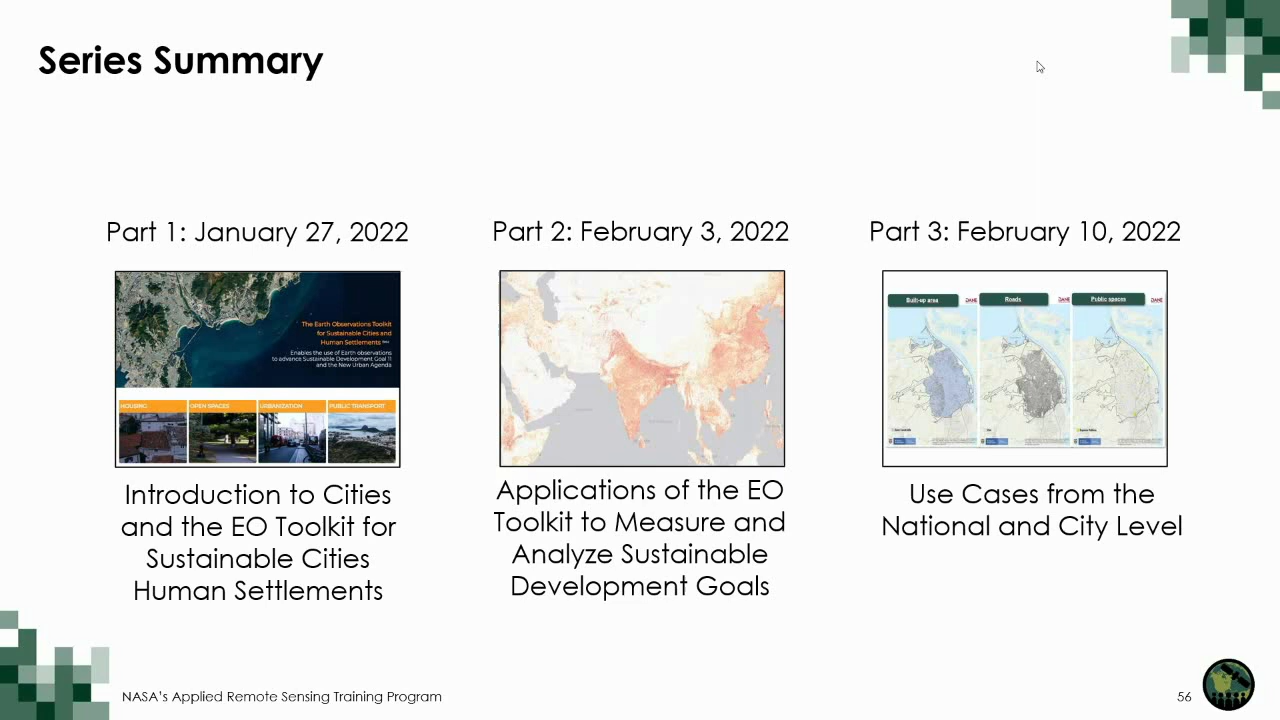 Series Summary
Part 1: January 27, 2022
Part 2: February 3, 2022
Part 3: February 10, 2022
The Earth Observations Toolkit
for Sustainable Cities and
Human Settlements
Enables the use of Earth observations
to advance Sustainable Development Goal 11
and the New Urban Agenda
HOUSING
OPEN SPACES
URBANIZATION
PUBLIC TRANSPORT
Built-up area
DANE
Roads
DANE
Public spaces
DANE
Introduction to Cities
and the EO Toolkit for
Sustainable Cities
Human Settlements
Applications of the EO
Toolkit to Measure and
Analyze Sustainable
Development Goals
Use Cases from the
National and City Level
NASA's Applied Remote Sensing Training Program
56